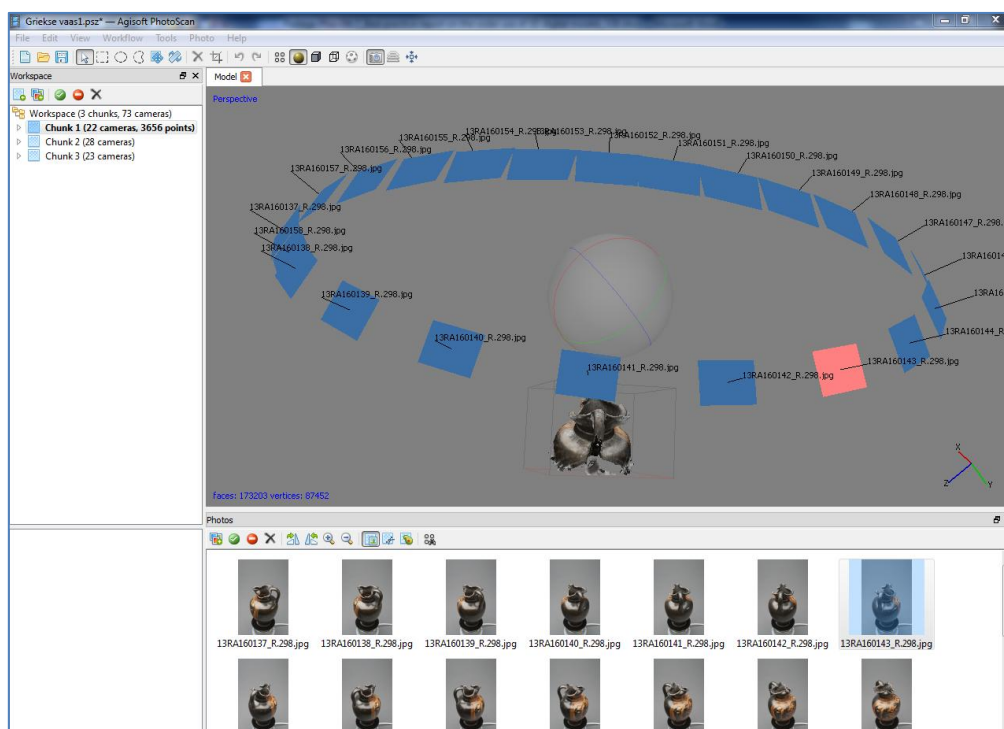 Griekse vaas1.psz* — Agisoft PhotoScan
File Edit View Workflow Tools Photo Help
Workspace
Model
Workspace (3 chunks, 73 cameras)
Chunk 1 (22 cameras, 3656 points)
Chunk 2 (28 cameras)
Chunk 3 (23 cameras)
Perspective
13RA160154_R.298.jpg
13RA160153_R.298.jpg
13RA160155_R.298.jpg
13RA160152_R.298.jpg
13RA160156_R.298.jpg
13RA160151_R.298.jpg
13RA160157_R.298.jpg
13RA160150_R.298.jpg
13RA160149_R.298.jpg
13RA160148_R.298.jpg
13RA160137_R.298.jpg
13RA160147_R.298.
13RA160158_R.298.jpg
13RA160138_R.298.jpg
13RA1601
13RA16
13RA160139_R.298.jpg
13RA160144_R
13RA160140_R.298.jpg
13RA160143_R.298.jpg
13RA160141_R.298.jpg
13RA160142_R.298.jpg
X
Z
Y
faces: 173203 vertices: 87452
Photos
13RA160137_R.298.jpg 13RA160138_R.298.jpg 13RA160139_R.298.jpg 13RA160140_R.298.jpg 13RA160141_R.298.jpg 13RA160142_R.298.jpg 13RA160143_R.298.jpg